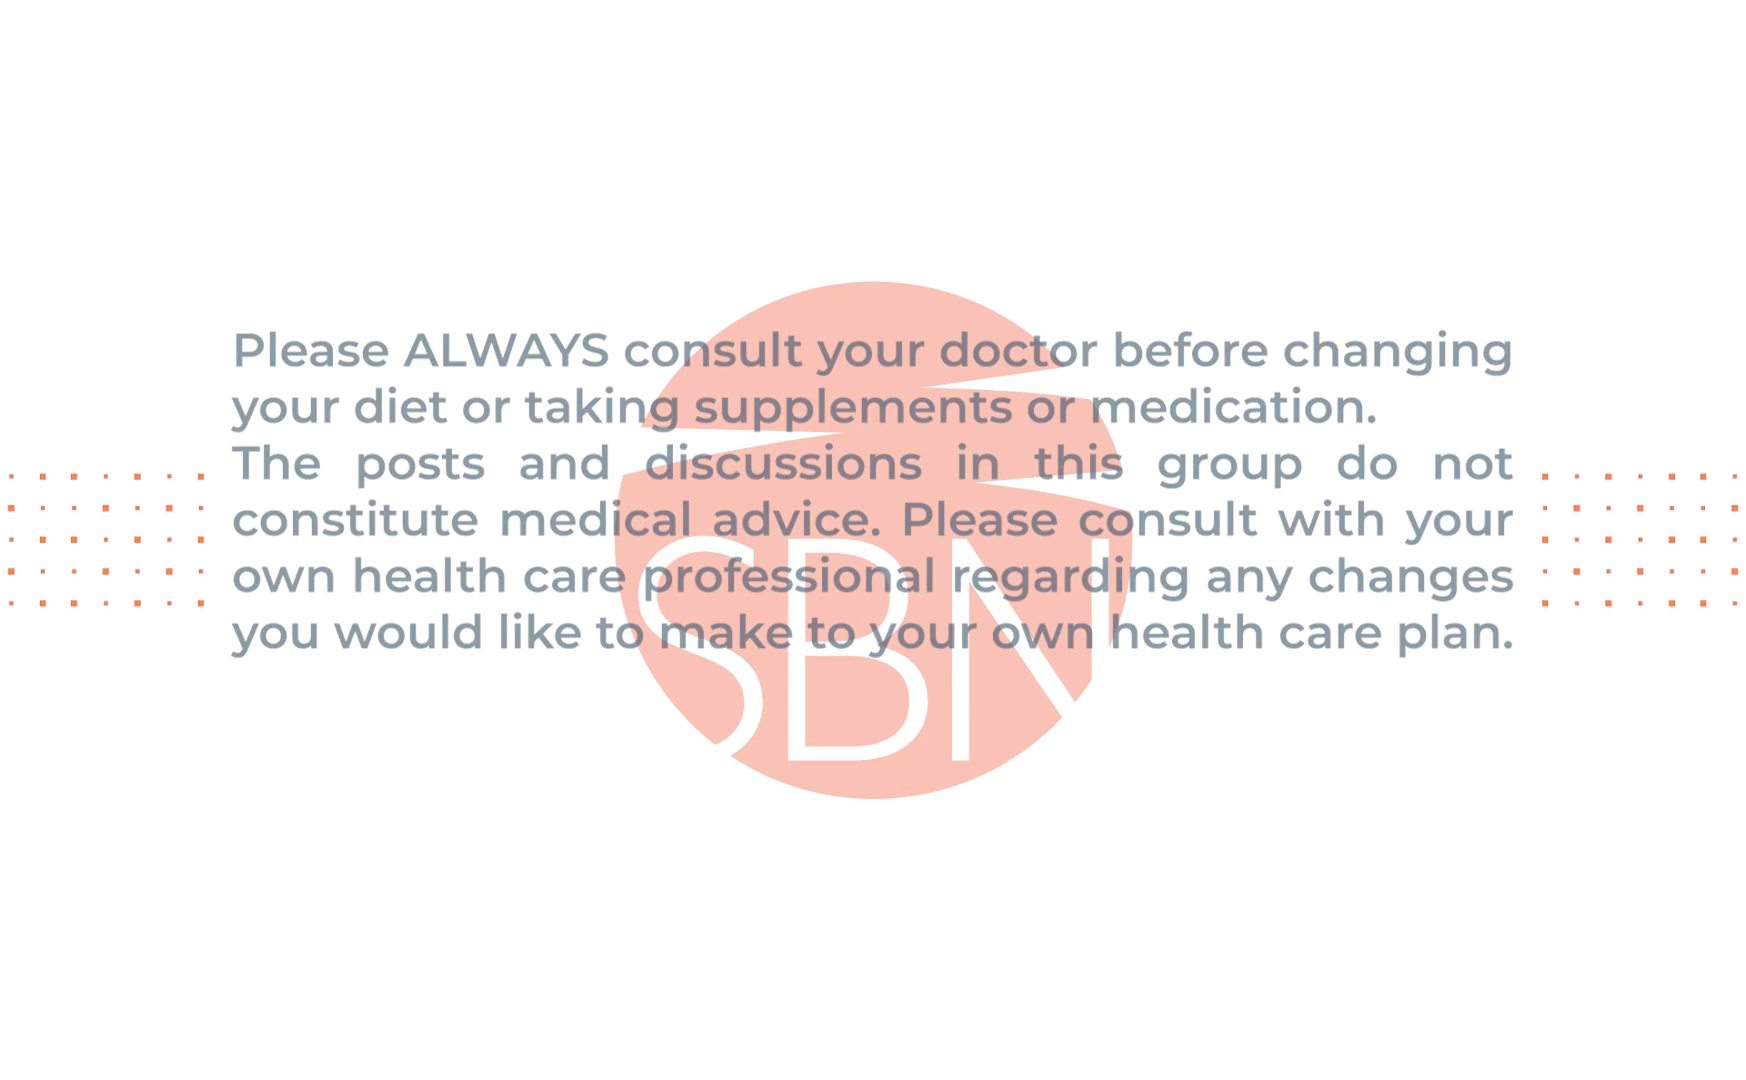 Please ALWAYS consult your doctor before changing
your diet or taking supplements or medication.
The posts and discussions in this group do not
constitute medical advice. Please consult with your
own health care professional regarding any changes
you would like to make to your own health care plan.
SBN